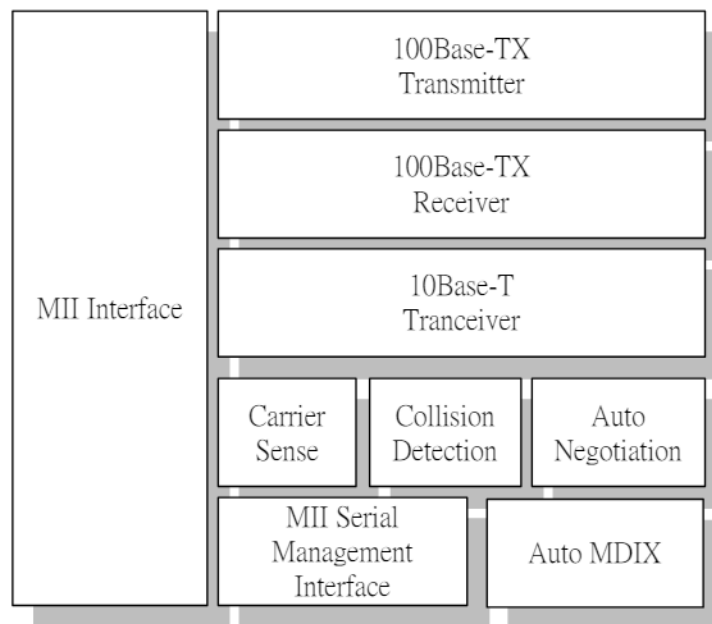 MII Interface
100Base-TX
Transmitter
100Base-TX
Receiver
10Base-T
Tranceiver
Carrier
Sense
Collision
Detection
Auto
Negotiation
MII Serial
Management
Interface
Auto MDIX